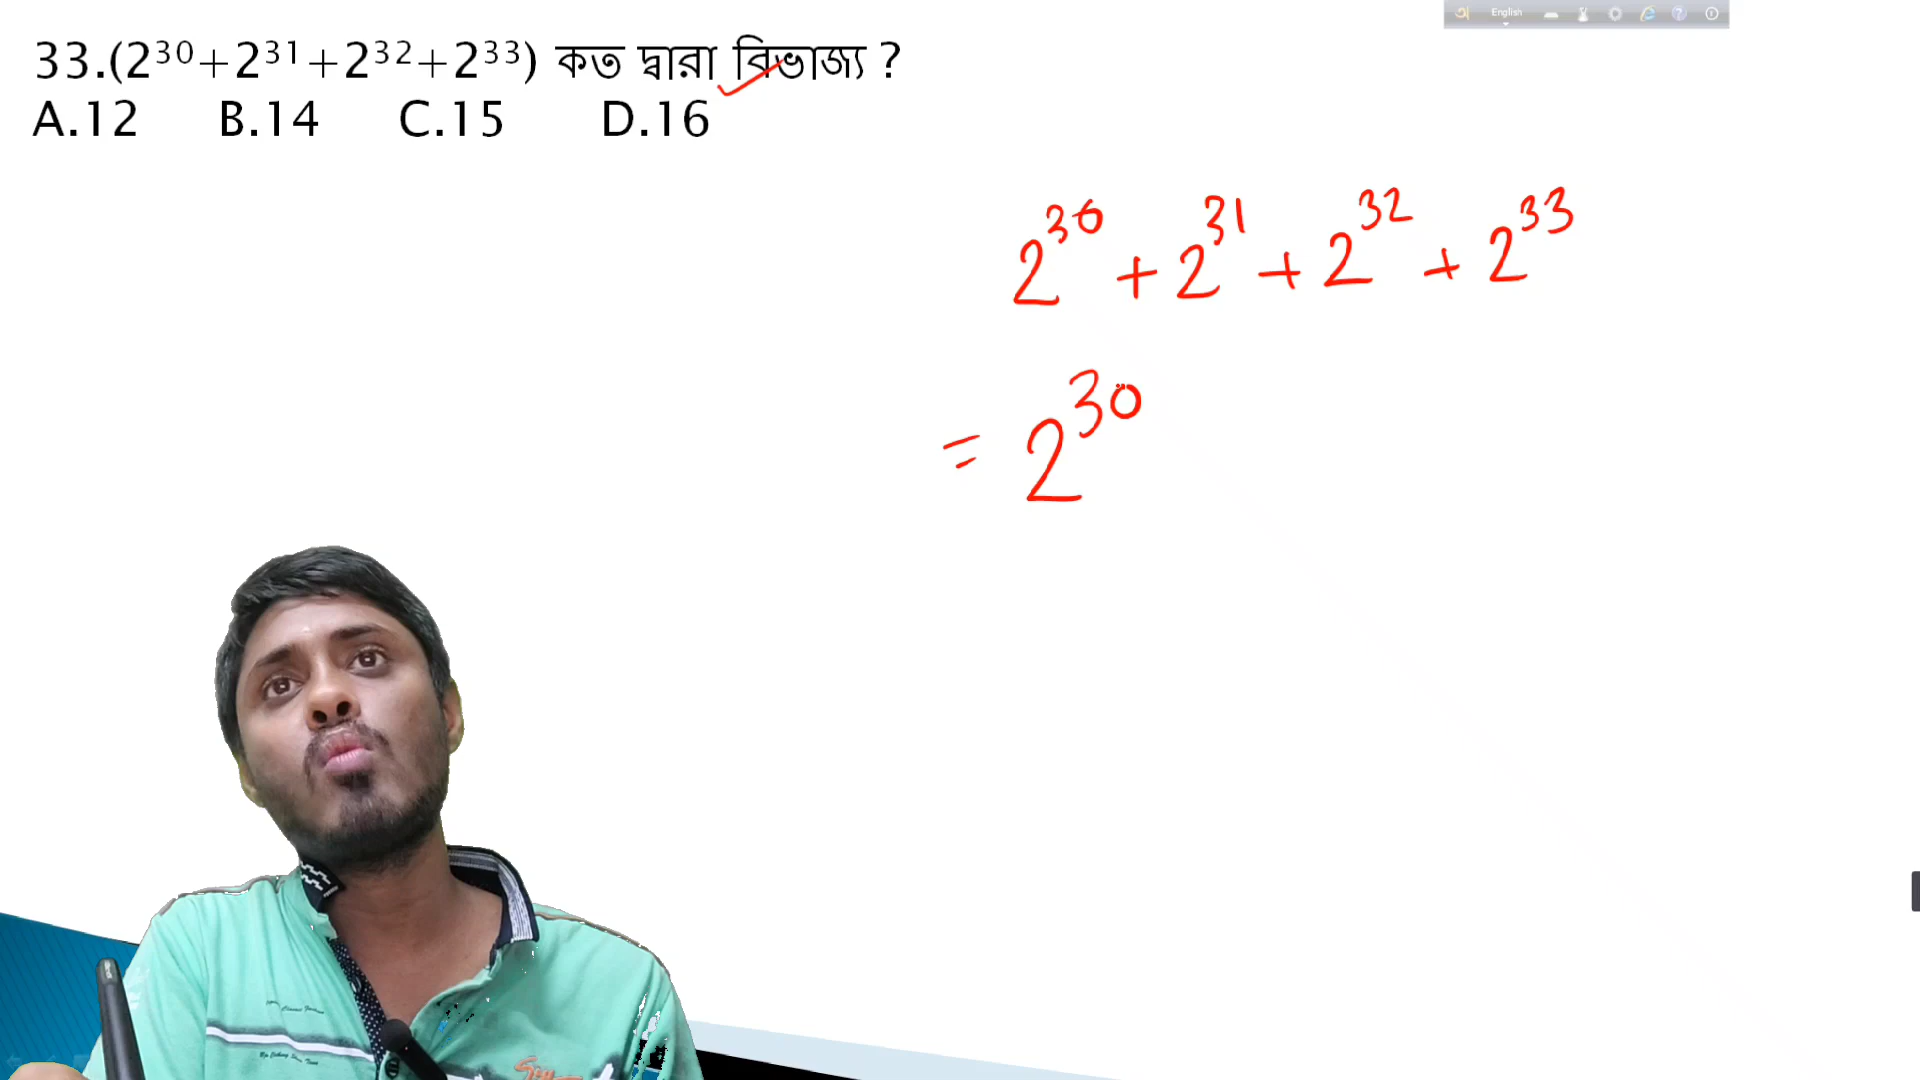 English
33.(2³⁰+2³¹+2³²+2³³) কত দ্বারা বিভাজ্য ?
A.12 B.14 C.15 D.16
2³⁰ + 2³¹ + 2³² + 2³³
= 2³⁰